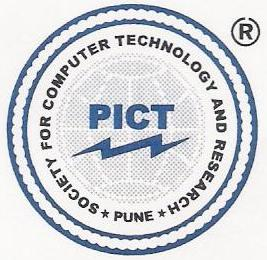 ®
SOCIETY FOR COMPUTER TECHNOLOGY AND RESEARCH
PICT
★ PUNE ★